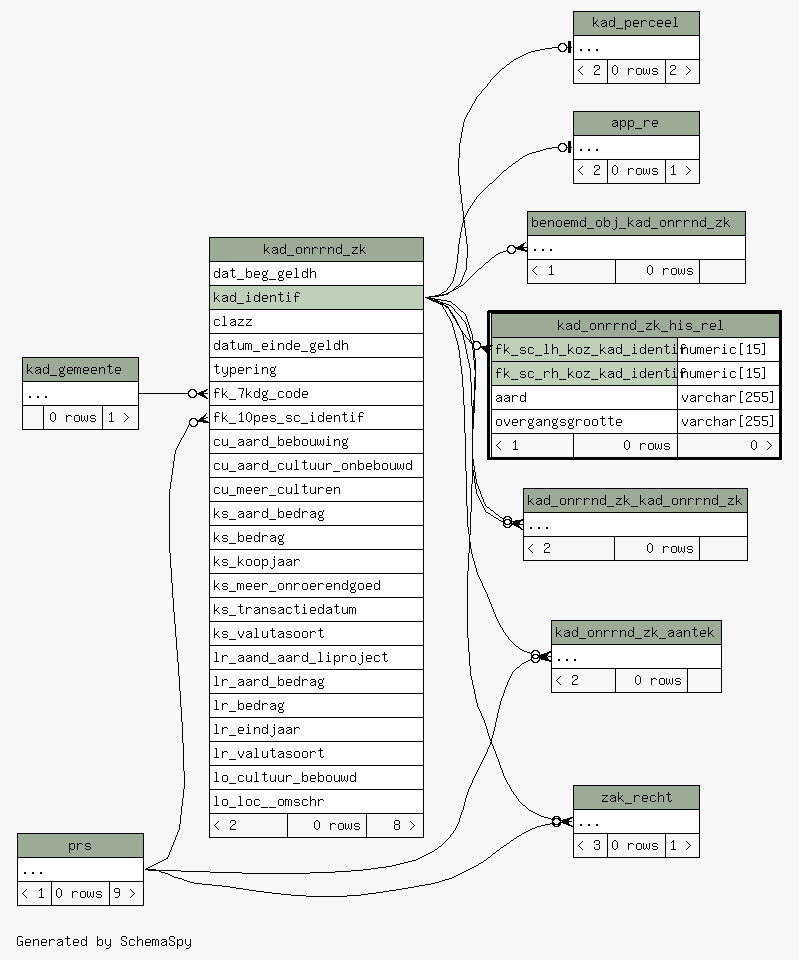 kad_perceel
...
< 2 0 rows 2 >
app_re
...
< 2 0 rows 1 >
benoemd_obj_kad_onrrnd_zk
...
< 1 0 rows
kad_onrrnd_zk
dat_beg_geldh
kad_identif
clazz
datum_einde_geldh
typering
fk_7kdg_code
fk_10pes_sc_identif
cu_aard_bebouwing
cu_aard_cultuur_onbebouwd
cu_meer_culturen
ks_aard_bedrag
ks_bedrag
ks_koopjaar
ks_meer_onroerendgoed
ks_transactiedatum
ks_valutasoort
lr_aand_aard_liproject
lr_aard_bedrag
lr_bedrag
lr_eindjaar
lr_valutasoort
lo_cultuur_bebouwd
lo_loc__omschr
< 2 0 rows 8 >
kad_onrrnd_zk_his_rel
fk_sc_lh_koz_kad_identif numeric[15]
fk_sc_rh_koz_kad_identif numeric[15]
aard varchar[255]
overgangsgrootte varchar[255]
< 1 0 rows 0 >
kad_gemeente
...
0 rows 1 >
kad_onrrnd_zk_kad_onrrnd_zk
...
< 2 0 rows
kad_onrrnd_zk_aantek
...
< 2 0 rows
zak_recht
...
< 3 0 rows 1 >
prs
...
< 1 0 rows 9 >
Generated by SchemaSpy